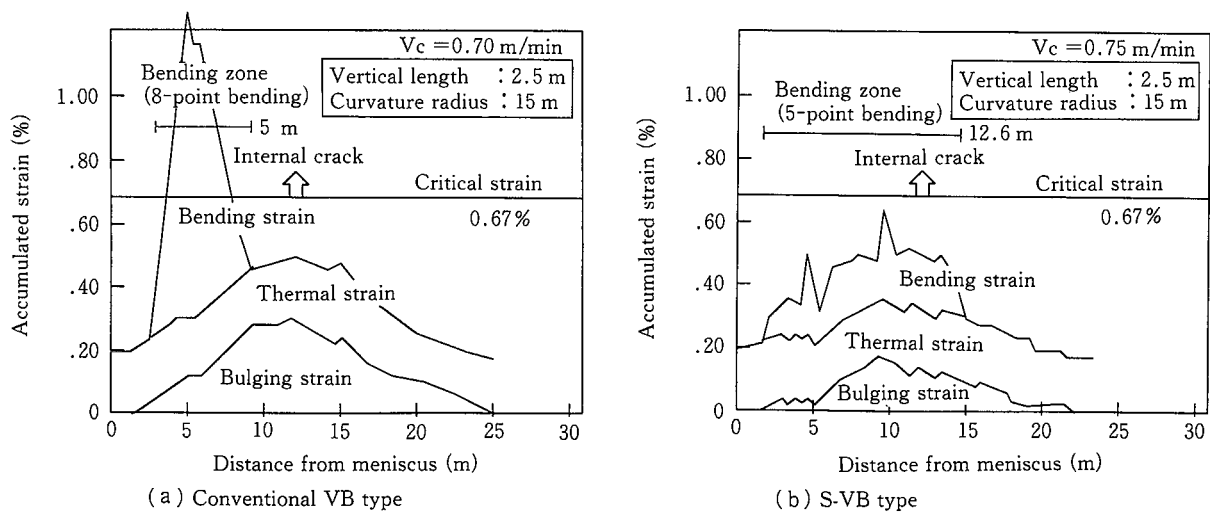 Vc =0.70 m/min
Vertical length : 2.5 m
Curvature radius : 15 m
Bending zone
(8-point bending)
5 m
Internal crack
Critical strain
0.67%
Bending strain
Thermal strain
Bulging strain
Accumulated strain (%)
1.00
.80
.60
.40
.20
0
0 5 10 15 20 25 30
Distance from meniscus (m)
(a) Conventional VB type
Vc =0.75 m/min
Vertical length : 2.5 m
Curvature radius : 15 m
Bending zone
(5-point bending)
12.6 m
Internal crack
Critical strain
0.67%
Bending strain
Thermal strain
Bulging strain
Accumulated strain (%)
1.00
.80
.60
.40
.20
0
0 5 10 15 20 25 30
Distance from meniscus (m)
(b) S-VB type